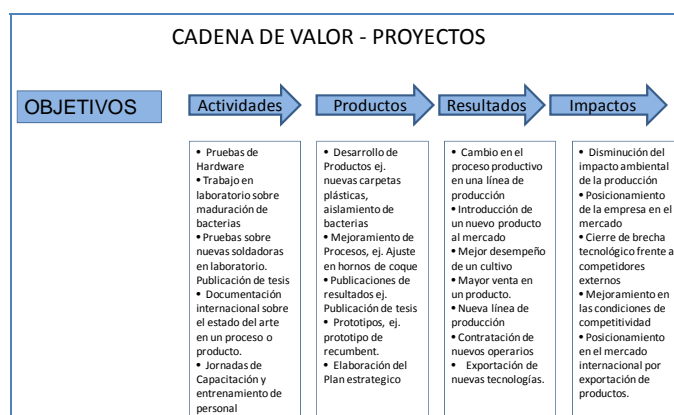 CADENA DE VALOR - PROYECTOS
OBJETIVOS
Actividades
Productos
Resultados
Impactos
• Pruebas de
Hardware
• Trabajo en
laboratorio sobre
maduración de
bacterias
• Pruebas sobre
nuevas soldadoras
en laboratorio.
Publicación de tesis
• Documentación
internacional sobre
el estado del arte
en un proceso o
producto.
• Jornadas de
Capacitación y
entrenamiento de
personal
• Desarrollo de
Productos ej.
nuevas carpetas
plásticas,
aislamiento de
bacterias
• Mejoramiento de
Procesos, ej. Ajuste
en hornos de coque
• Publicaciones de
resultados ej.
Publicación de tesis
• Prototipos, ej.
prototipo de
recumbent.
• Elaboración del
Plan estrategico
• Cambio en el
proceso productivo
en una línea de
producción
• Introducción de
un nuevo producto
al mercado
• Mejor desempeño
de un cultivo
• Mayor venta en
un producto.
• Nueva línea de
producción
• Contratación de
nuevos operarios
• Exportación de
nuevas tecnologías.
• Disminución del
impacto ambiental
de la producción
• Posicionamiento
de la empresa en el
mercado
• Cierre de brecha
tecnológico frente a
competidores
externos
• Mejoramiento en
las condiciones de
competitividad
• Posicionamiento
en el mercado
internacional por
exportación de
productos.